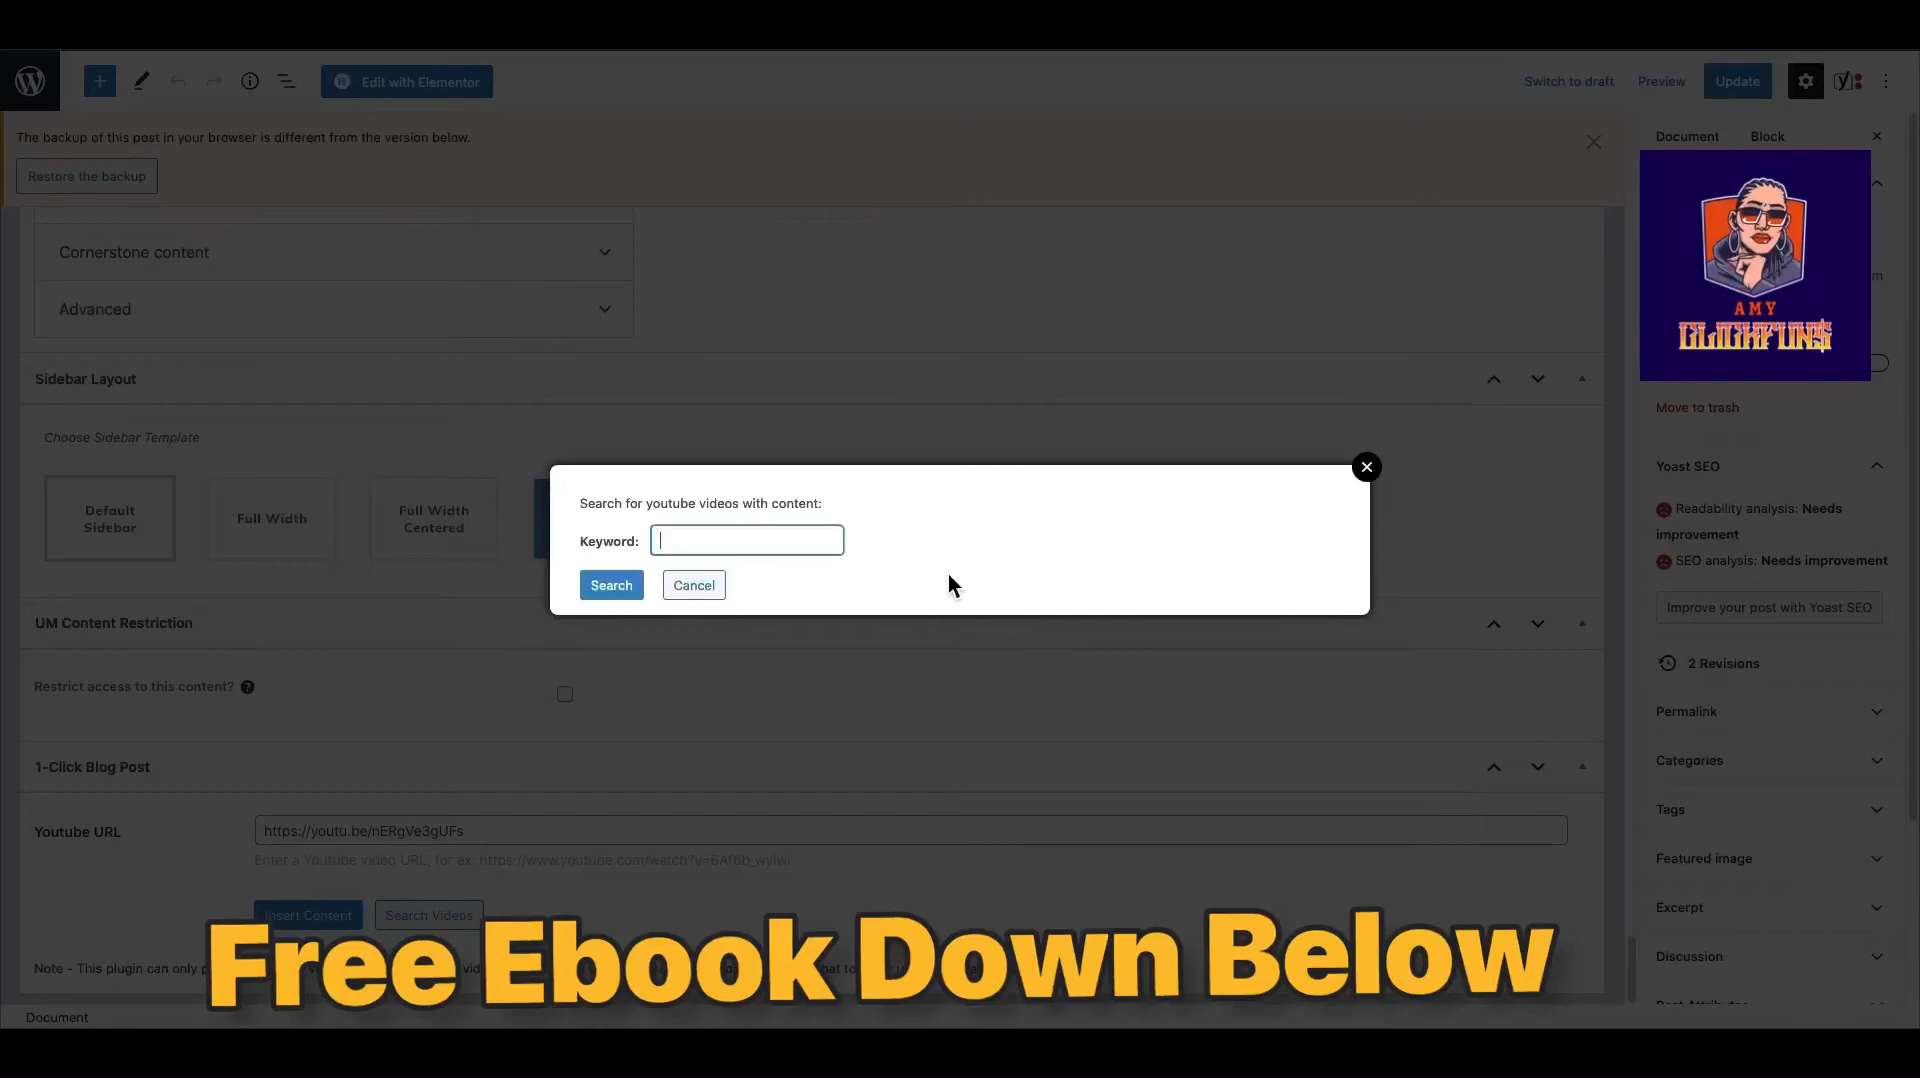 Edit with Elementor
Switch to draft
Preview
Update
The backup of this post in your browser is different from the version below.
Restore the backup
Document
Block
Cornerstone content
Advanced
AMY
CLICKFUN$
Move to trash
Sidebar Layout
Choose Sidebar Template
Default
Sidebar
Full Width
Full Width
Centered
Search for youtube videos with content:
Keyword:
Search
Cancel
Yoast SEO
Readability analysis: Needs
improvement
SEO analysis: Needs improvement
Improve your post with Yoast SEO
UM Content Restriction
Restrict access to this content?
2 Revisions
Permalink
1-Click Blog Post
Categories
Youtube URL
https://youtu.be/nERgVe3gUFs
Enter a Youtube video URL, for ex: https://www.youtube.com/watch?v=
Tags
Featured image
Insert Content
Search Videos
Excerpt
Free Ebook Down Below
Note - This plugin can only
Discussion
Document